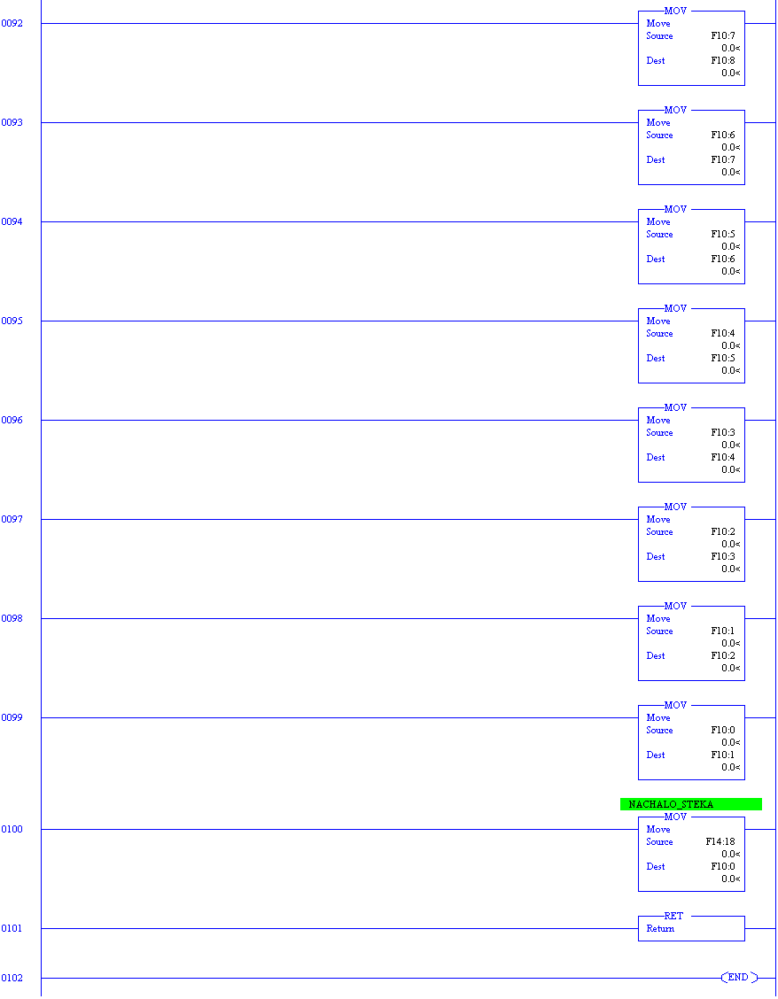 MOV
0092 Move
Source F10:7
0.0<
Dest F10:8
0.0<
MOV
0093 Move
Source F10:6
0.0<
Dest F10:7
0.0<
MOV
0094 Move
Source F10:5
0.0<
Dest F10:6
0.0<
MOV
0095 Move
Source F10:4
0.0<
Dest F10:5
0.0<
MOV
0096 Move
Source F10:3
0.0<
Dest F10:4
0.0<
MOV
0097 Move
Source F10:2
0.0<
Dest F10:3
0.0<
MOV
0098 Move
Source F10:1
0.0<
Dest F10:2
0.0<
MOV
0099 Move
Source F10:0
0.0<
Dest F10:1
0.0<
NACHALO_STEKA
MOV
0100 Move
Source F14:18
0.0<
Dest F10:0
0.0<
RET
0101 Return
0102 END